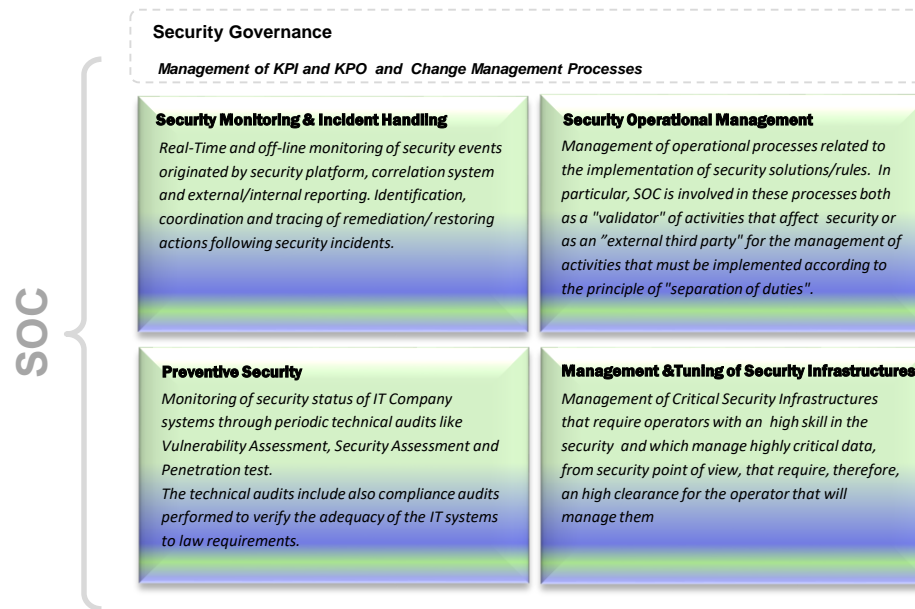 SOC
Security Governance
Management of KPI and KPO and Change Management Processes
Security Monitoring & Incident Handling
Real-Time and off-line monitoring of security events
originated by security platform, correlation system
and external/internal reporting. Identification,
coordination and tracing of remediation/ restoring
actions following security incidents.
Security Operational Management
Management of operational processes related to
the implementation of security solutions/rules. In
particular, SOC is involved in these processes both
as a "validator" of activities that affect security or
as an ”external third party" for the management of
activities that must be implemented according to
the principle of "separation of duties".
Preventive Security
Monitoring of security status of IT Company
systems through periodic technical audits like
Vulnerability Assessment, Security Assessment and
Penetration test.
The technical audits include also compliance audits
performed to verify the adequacy of the IT systems
to law requirements.
Management &Tuning of Security Infrastructures
Management of Critical Security Infrastructures
that require operators with an high skill in the
security and which manage highly critical data,
from security point of view, that require, therefore,
an high clearance for the operator that will
manage them